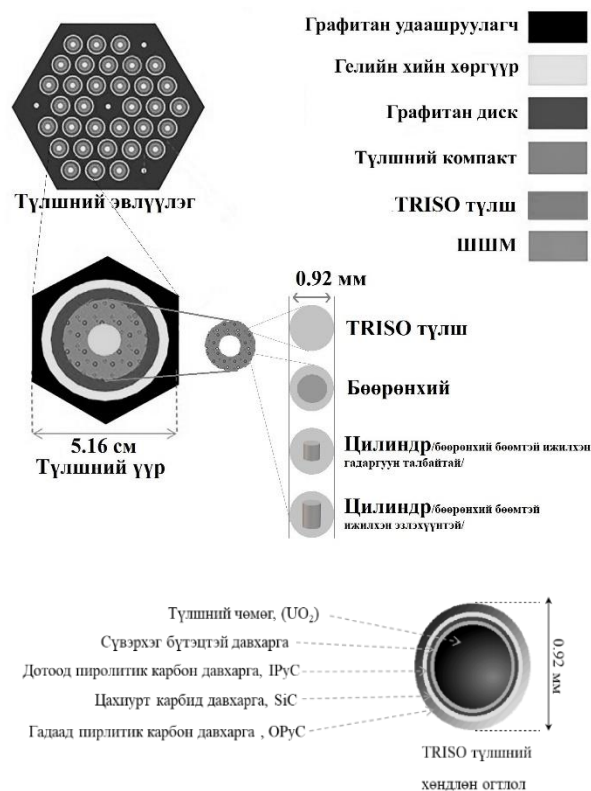 Графитан удаашруулагч
Гелийн хийн хөргүүр
Графитан диск
Түлшний компакт
TRISO түлш
ШШМ
Түлшний эвлүүлэг
0.92 мм
TRISO түлш
Бөөрөнхий
Цилиндр/бөөрөнхий бөөмтэй ижилхэн
гадаргуун талбайтай/
Цилиндр/бөөрөнхий бөөмтэй
ижилхэн эзлэхүүнтэй/
5.16 см
Түлшний үүр
Түлшний чөмөг, (UO₂)
Сүвэрхэг бүтэцтэй давхарга
Дотоод пиролитик карбон давхарга, IPyC
Цахиурт карбид давхарга, SiC
Гадаад пирлитик карбон давхарга , OPyC
0.92 мм
TRISO түлшний
хөндлөн огтлол